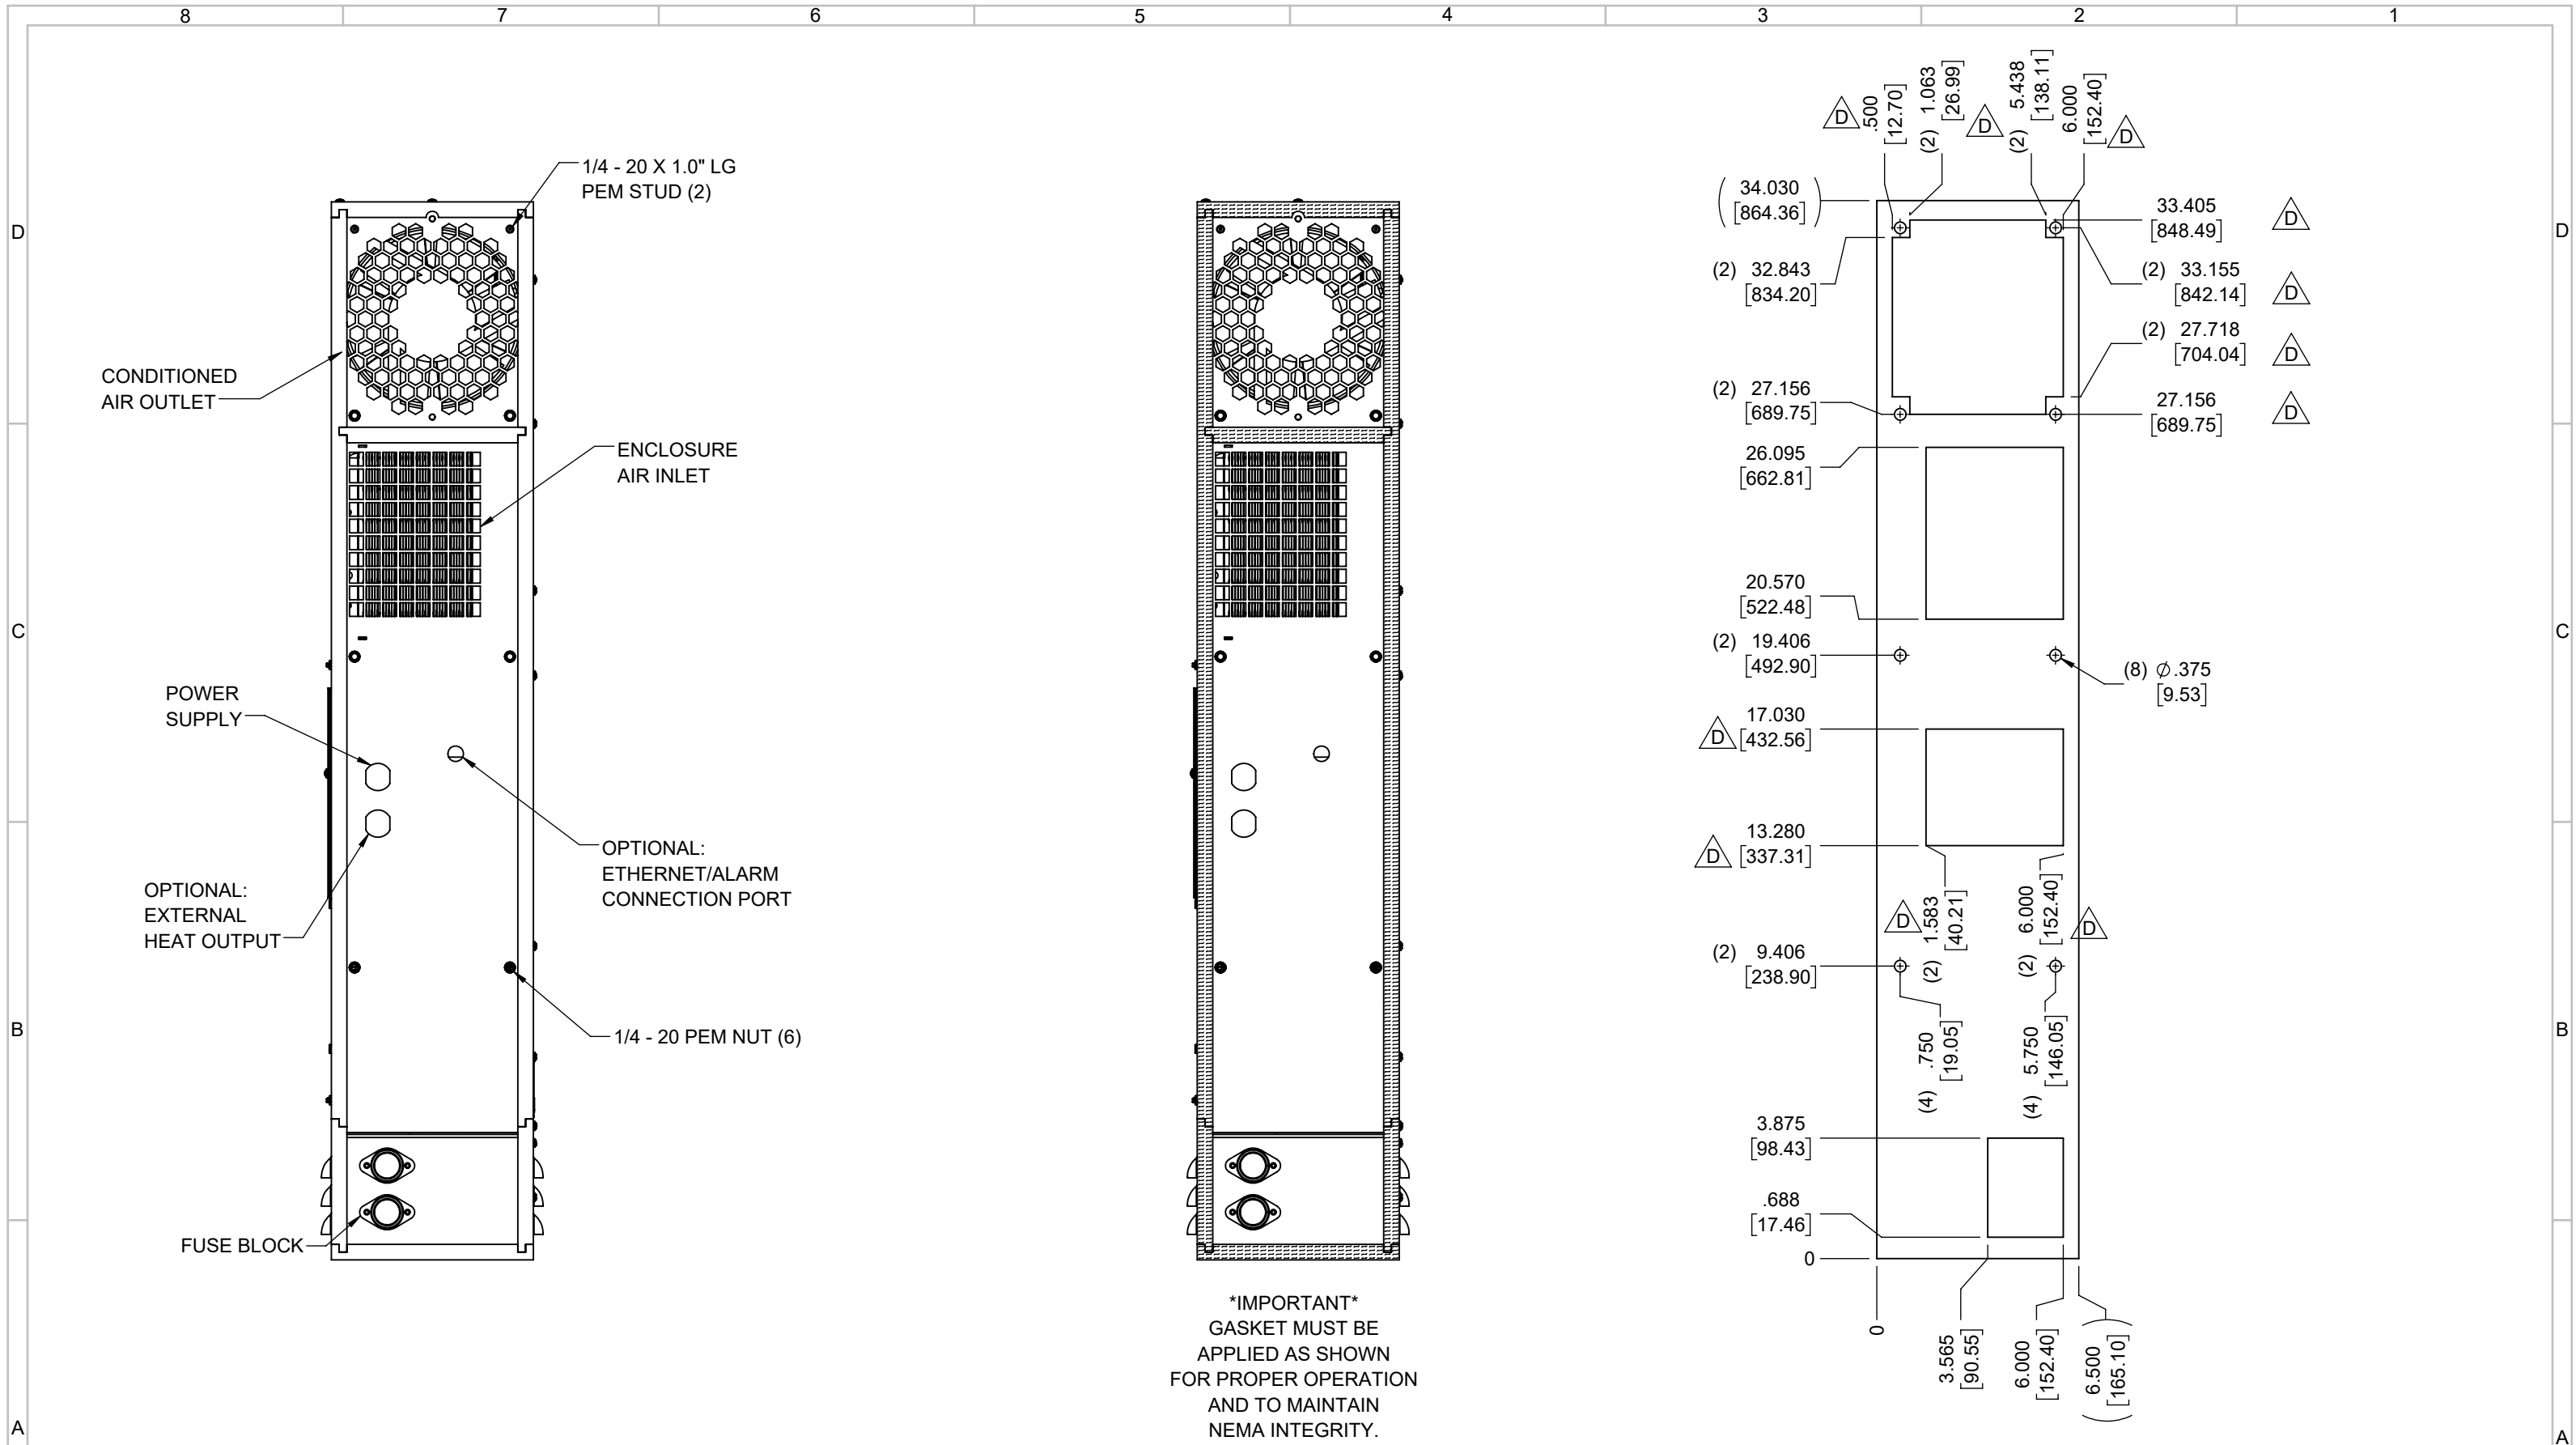 8 7 6 5 4 3 2 1
D
C
B
A
1/4 - 20 X 1.0" LG
PEM STUD (2)
CONDITIONED
AIR OUTLET
ENCLOSURE
AIR INLET
POWER
SUPPLY
OPTIONAL:
EXTERNAL
HEAT OUTPUT
OPTIONAL:
ETHERNET/ALARM
CONNECTION PORT
1/4 - 20 PEM NUT (6)
FUSE BLOCK
*IMPORTANT*
GASKET MUST BE
APPLIED AS SHOWN
FOR PROPER OPERATION
AND TO MAINTAIN
NEMA INTEGRITY.
D .500
[12.70]
(2) 1.063
[26.99]
D
(2) 5.438
[138.11]
6.000
[152.40]
D
(34.030
[864.36])
33.405
[848.49] D
(2) 32.843
[834.20]
(2) 33.155
[842.14] D
(2) 27.718
[704.04] D
(2) 27.156
[689.75]
27.156
[689.75] D
26.095
[662.81]
20.570
[522.48]
(2) 19.406
[492.90]
(8) Ø.375
[9.53]
17.030
D [432.56]
13.280
D [337.31]
D
(2) 1.583
[40.21]
(2) 6.000
[152.40]
D
(2) 9.406
[238.90]
(4) .750
[19.05]
(4) 5.750
[146.05]
3.875
[98.43]
.688
[17.46]
0
0
3.565
[90.55]
6.000
[152.40]
(6.500
[165.10])
D
C
B
A